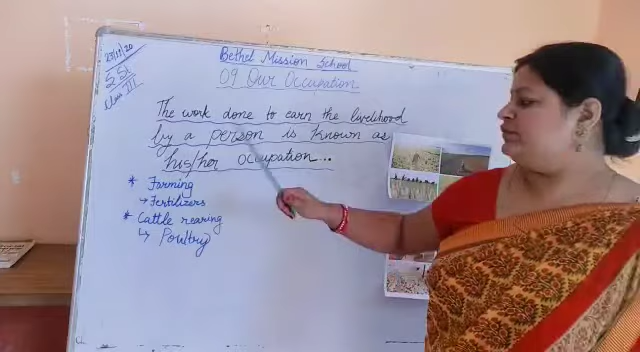 Bethel Mission School
09 Our Occupation
SSt
Class III
The work done to earn the livelihood
by a person is known as
his/her occupation...
* Farming
→ Fertilizers
* Cattle rearing
↳ Poultry